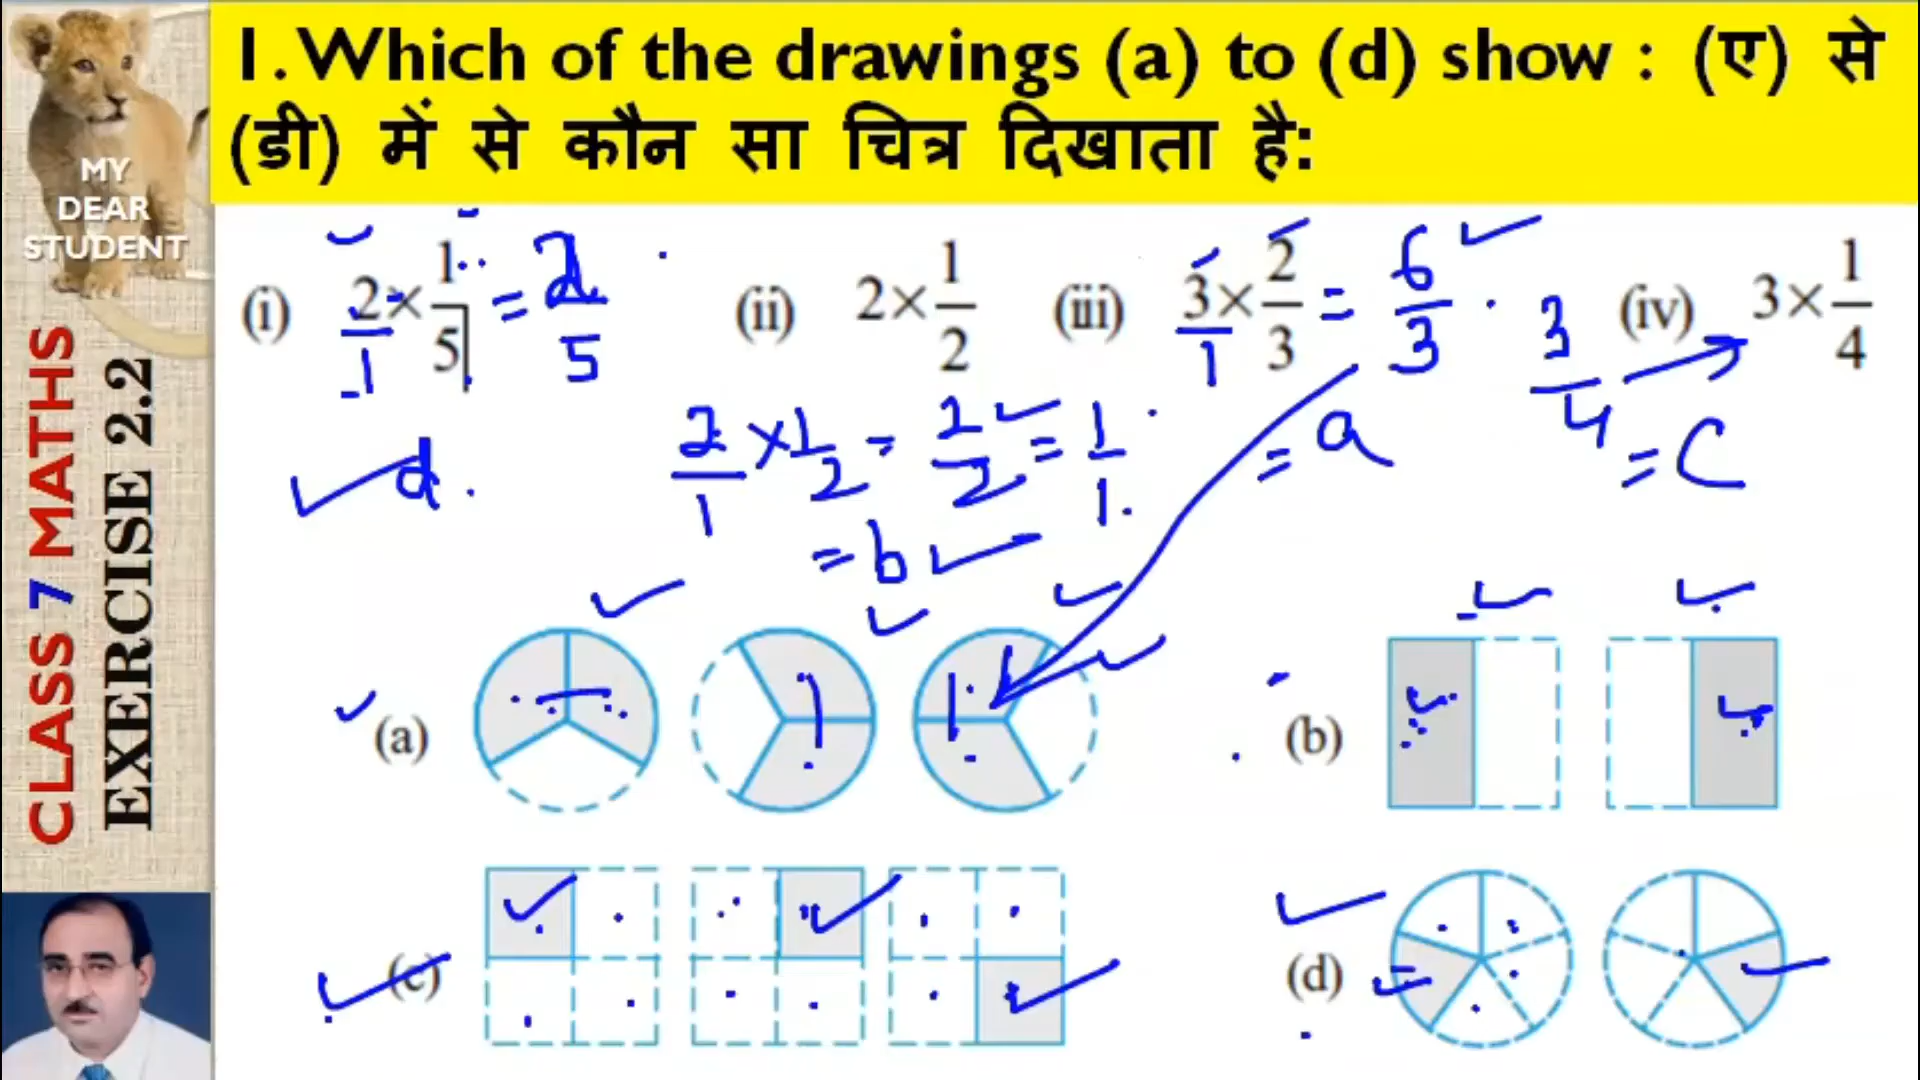 1. Which of the drawings (a) to (d) show : (ए) से
(डी) में से कौन सा चित्र दिखाता है:
MY
DEAR
STUDENT
CLASS 7 MATHS
EXERCISE 2.2
(i) 2/1 × 1/5 = 2/5
(ii) 2 × 1/2
(iii) 3/1 × 2/3 = 6/3
(iv) 3 × 1/4
3/4
d
2/1 × 1/2 = 2/2 = 1/1
= a
= c
= b
(a)
(b)
(c)
(d)